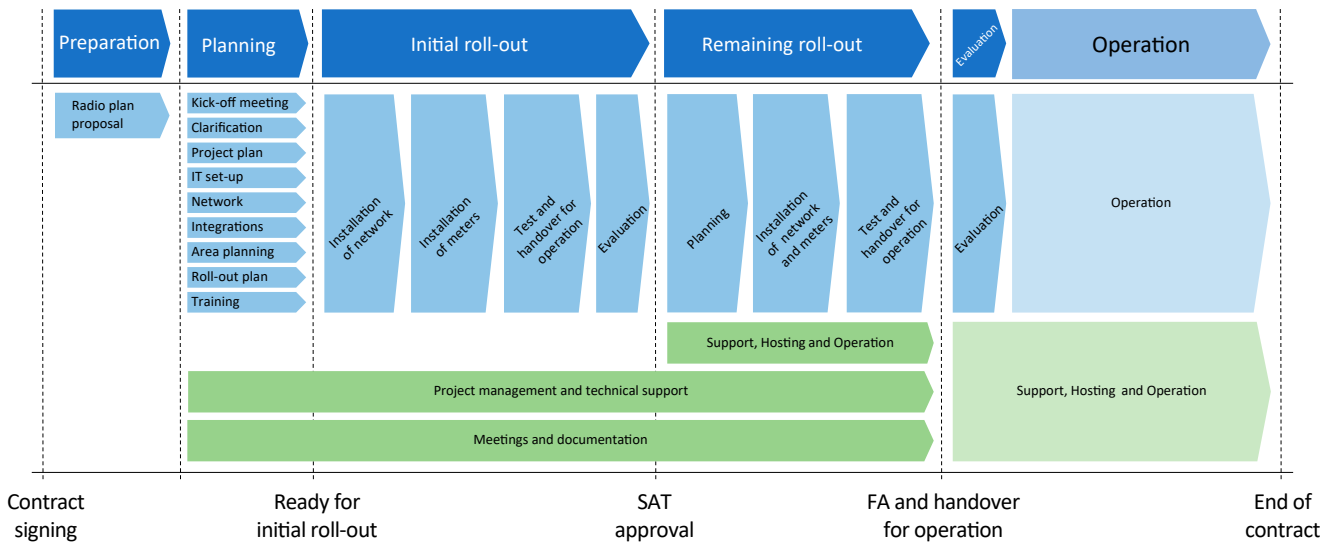 Preparation
Planning
Initial roll-out
Remaining roll-out
Evaluation
Operation
Radio plan
proposal
Kick-off meeting
Clarification
Project plan
IT set-up
Network
Integrations
Area planning
Roll-out plan
Training
Installation
of network
Installation
of meters
Test and
handover for
operation
Evaluation
Planning
Installation
of network
and meters
Test and
handover for
operation
Evaluation
Operation
Support, Hosting and Operation
Project management and technical support
Meetings and documentation
Support, Hosting and Operation
Contract
signing
Ready for
initial roll-out
SAT
approval
FA and handover
for operation
End of
contract